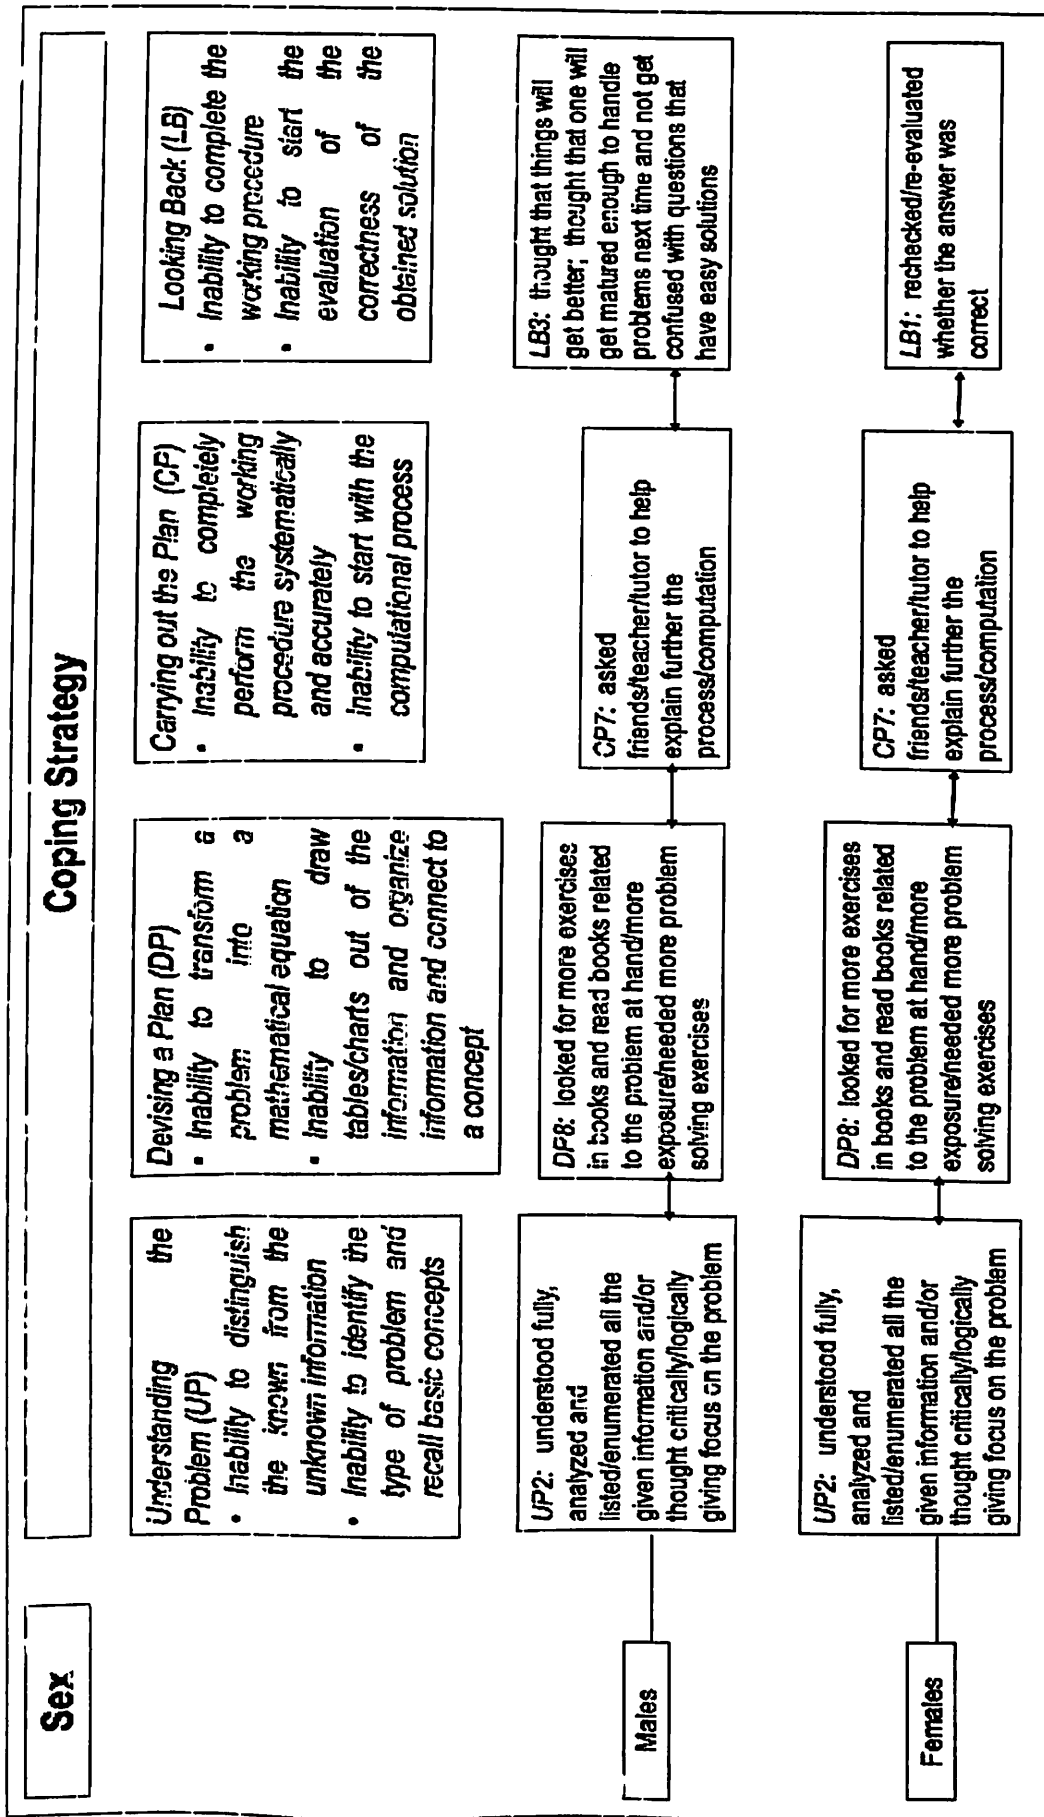 Sex
Coping Strategy
Understanding the
Problem (UP)
• Inability to distinguish
the known from the
unknown information
• Inability to identify the
type of problem and
recall basic concepts
Devising a Plan (DP)
• Inability to transform a
problem into a
mathematical equation
• Inability to draw
tables/charts out of the
information and organize
information and connect to
a concept
Carrying out the Plan (CP)
• Inability to completely
perform the working
procedure systematically
and accurately
• Inability to start with the
computational process
Looking Back (LB)
• Inability to complete the
working procedure
• Inability to start the
evaluation of the
correctness of the
obtained solution
Males
UP2: understood fully,
analyzed and
listed/enumerated all the
given information and/or
thought critically/logically
giving focus on the problem
DP8: looked for more exercises
in books and read books related
to the problem at hand/more
exposure/needed more problem
solving exercises
CP7: asked
friends/teacher/tutor to help
explain further the
process/computation
LB3: thought that things will
get better; thought that one will
get matured enough to handle
problems next time and not get
confused with questions that
have easy solutions
Females
UP2: understood fully,
analyzed and
listed/enumerated all the
given information and/or
thought critically/logically
giving focus on the problem
DP8: looked for more exercises
in books and read books related
to the problem at hand/more
exposure/needed more problem
solving exercises
CP7: asked
friends/teacher/tutor to help
explain further the
process/computation
LB1: rechecked/re-evaluated
whether the answer was
correct